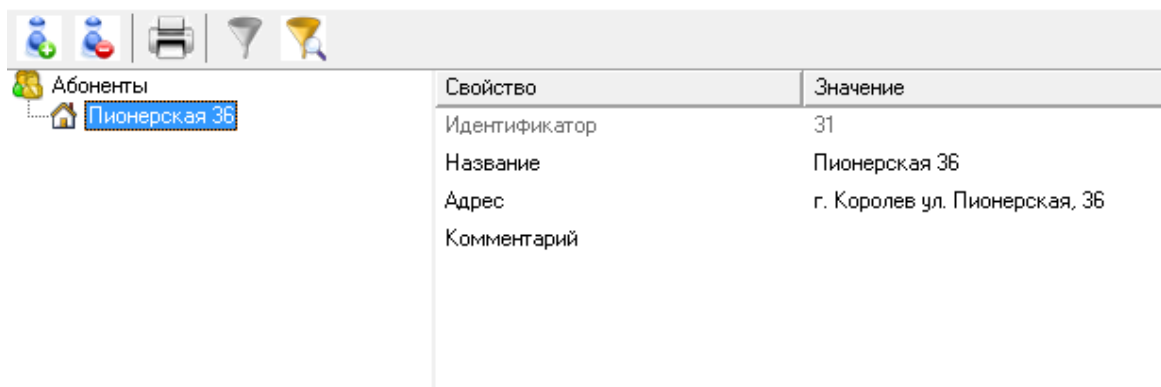 Абоненты
Пионерская 36
Свойство Значение
Идентификатор 31
Название Пионерская 36
Адрес г. Королев ул. Пионерская, 36
Комментарий